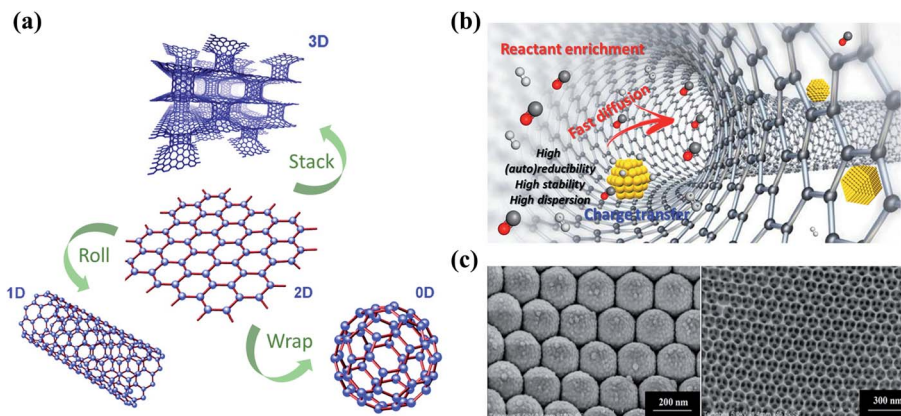 (a)
3D
Stack
Roll
1D
2D
0D
Wrap
(b)
Reactant enrichment
Fast diffusion
High
(auto)reducibility
High stability
High dispersion
Charge transfer
(c)
200 nm
300 nm